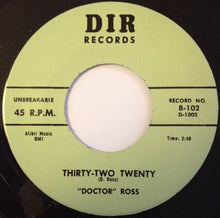 DIR
RECORDS
UNBREAKABLE
45 R.P.M.
RECORD NO.
B-102
D-1002
Alibri Music
BMI
Time: 2:48
THIRTY-TWO TWENTY
(D. Ross)
"DOCTOR" ROSS